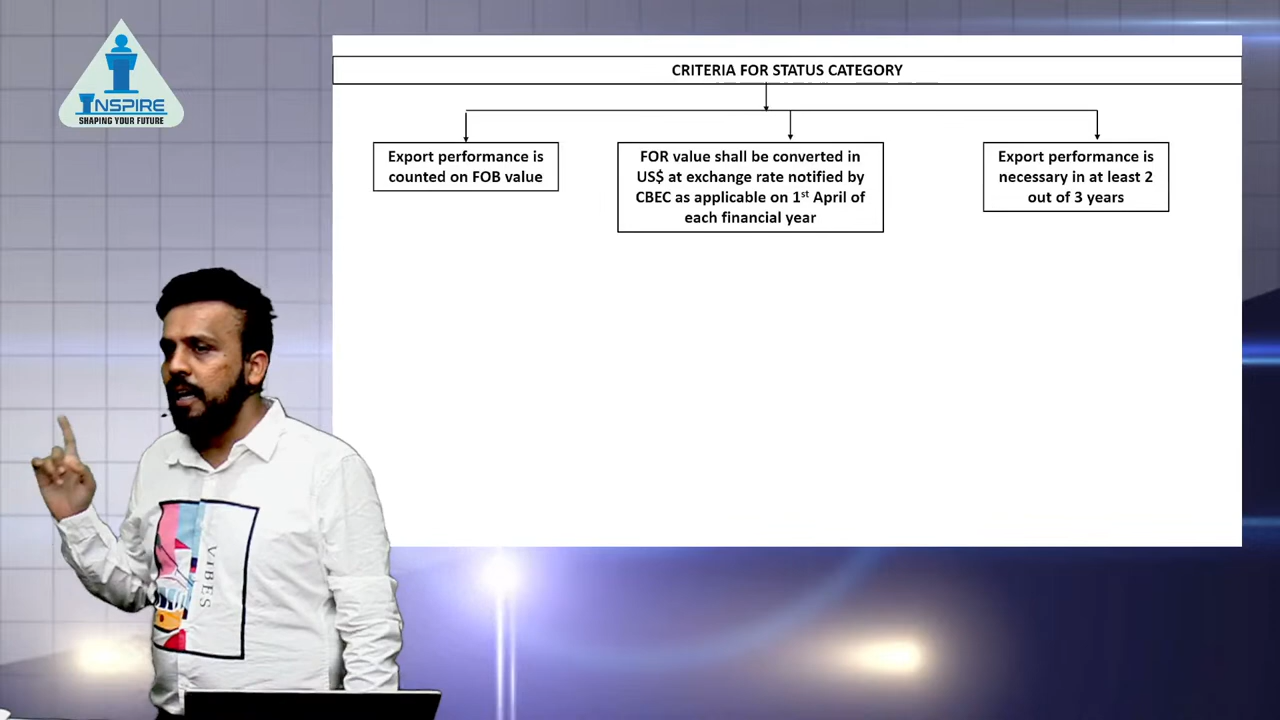 INSPIRE
SHAPING YOUR FUTURE
CRITERIA FOR STATUS CATEGORY
Export performance is
counted on FOB value
FOR value shall be converted in
US$ at exchange rate notified by
CBEC as applicable on 1st April of
each financial year
Export performance is
necessary in at least 2
out of 3 years
VIBES